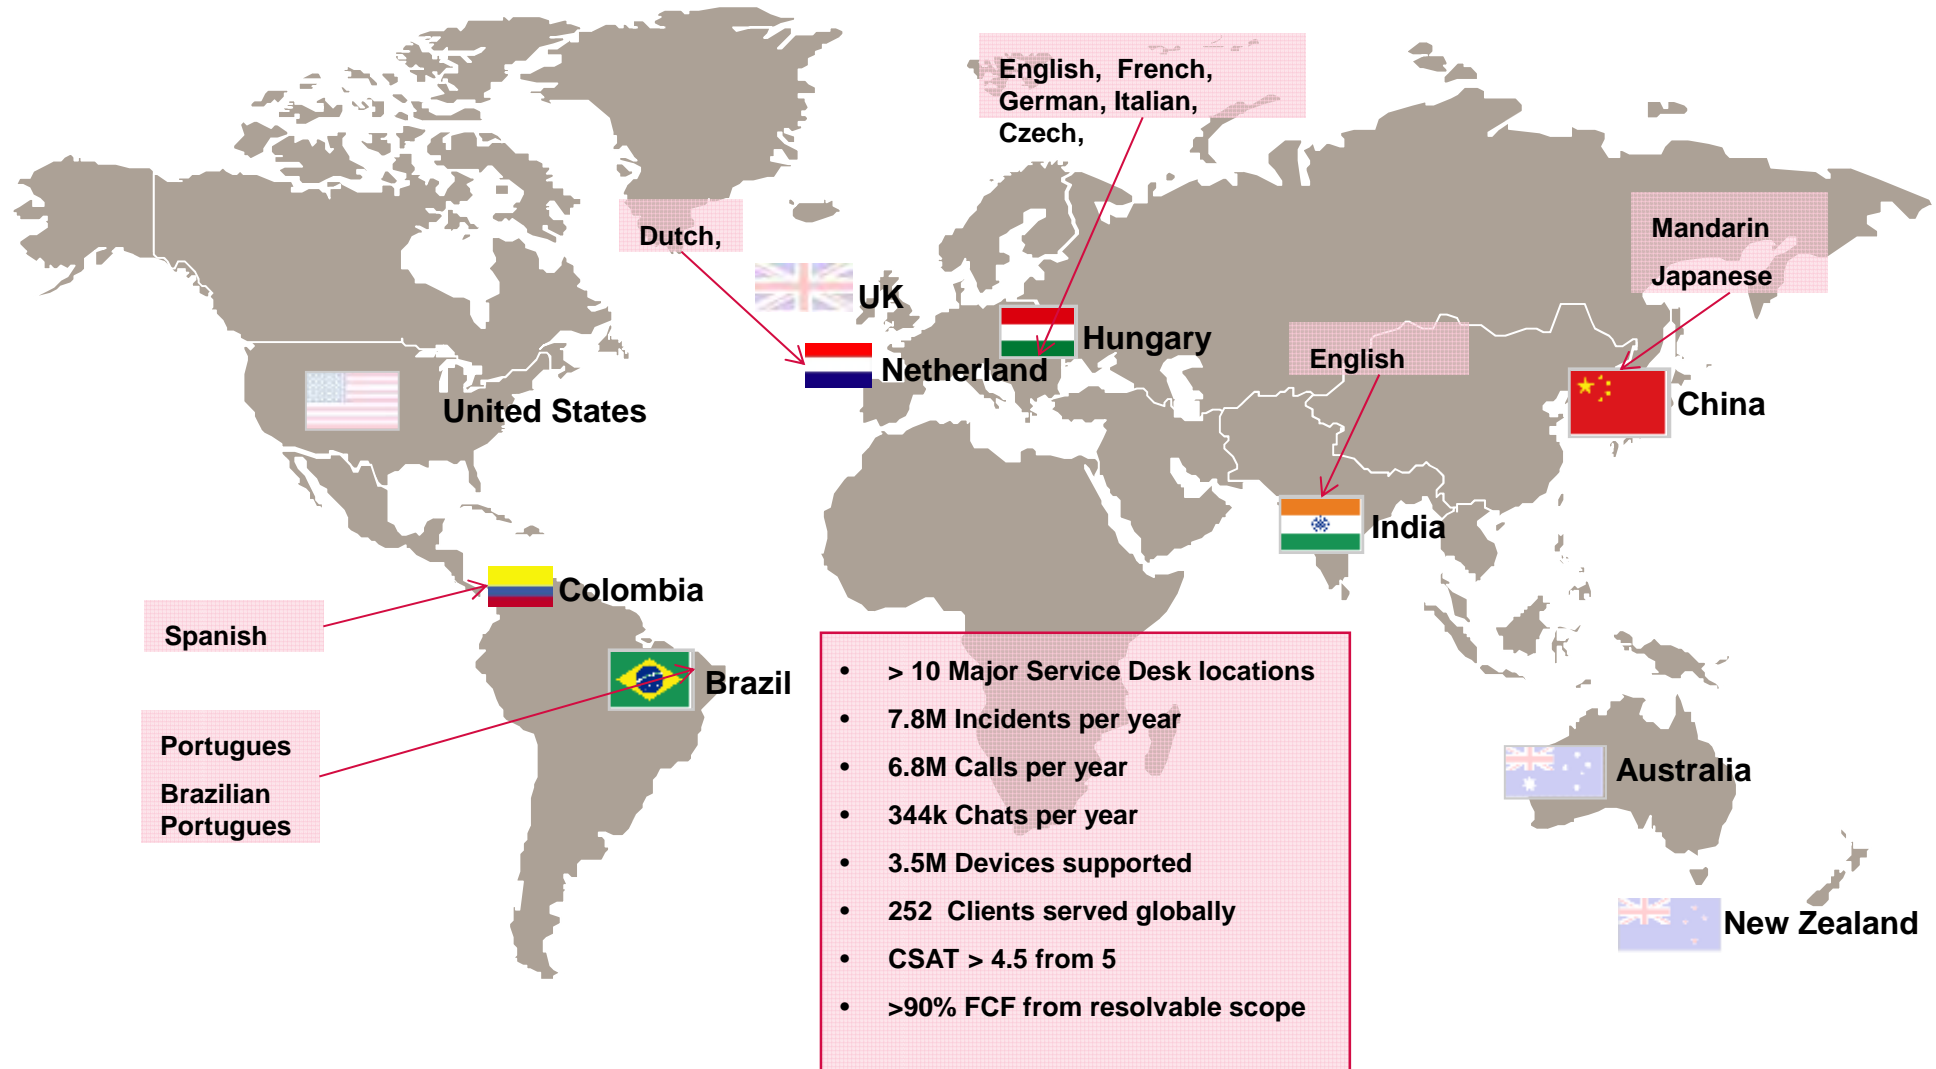 English,  French,
German, Italian,
Czech,
Mandarin
Japanese
Dutch,
UK
Hungary
English
Netherland
China
United States
India
Colombia
Spanish
Brazil
Portugues
Brazilian
Portugues
• > 10 Major Service Desk locations
• 7.8M Incidents per year
• 6.8M Calls per year
• 344k Chats per year
• 3.5M Devices supported
• 252  Clients served globally
• CSAT > 4.5 from 5
• >90% FCF from resolvable scope
Australia
New Zealand